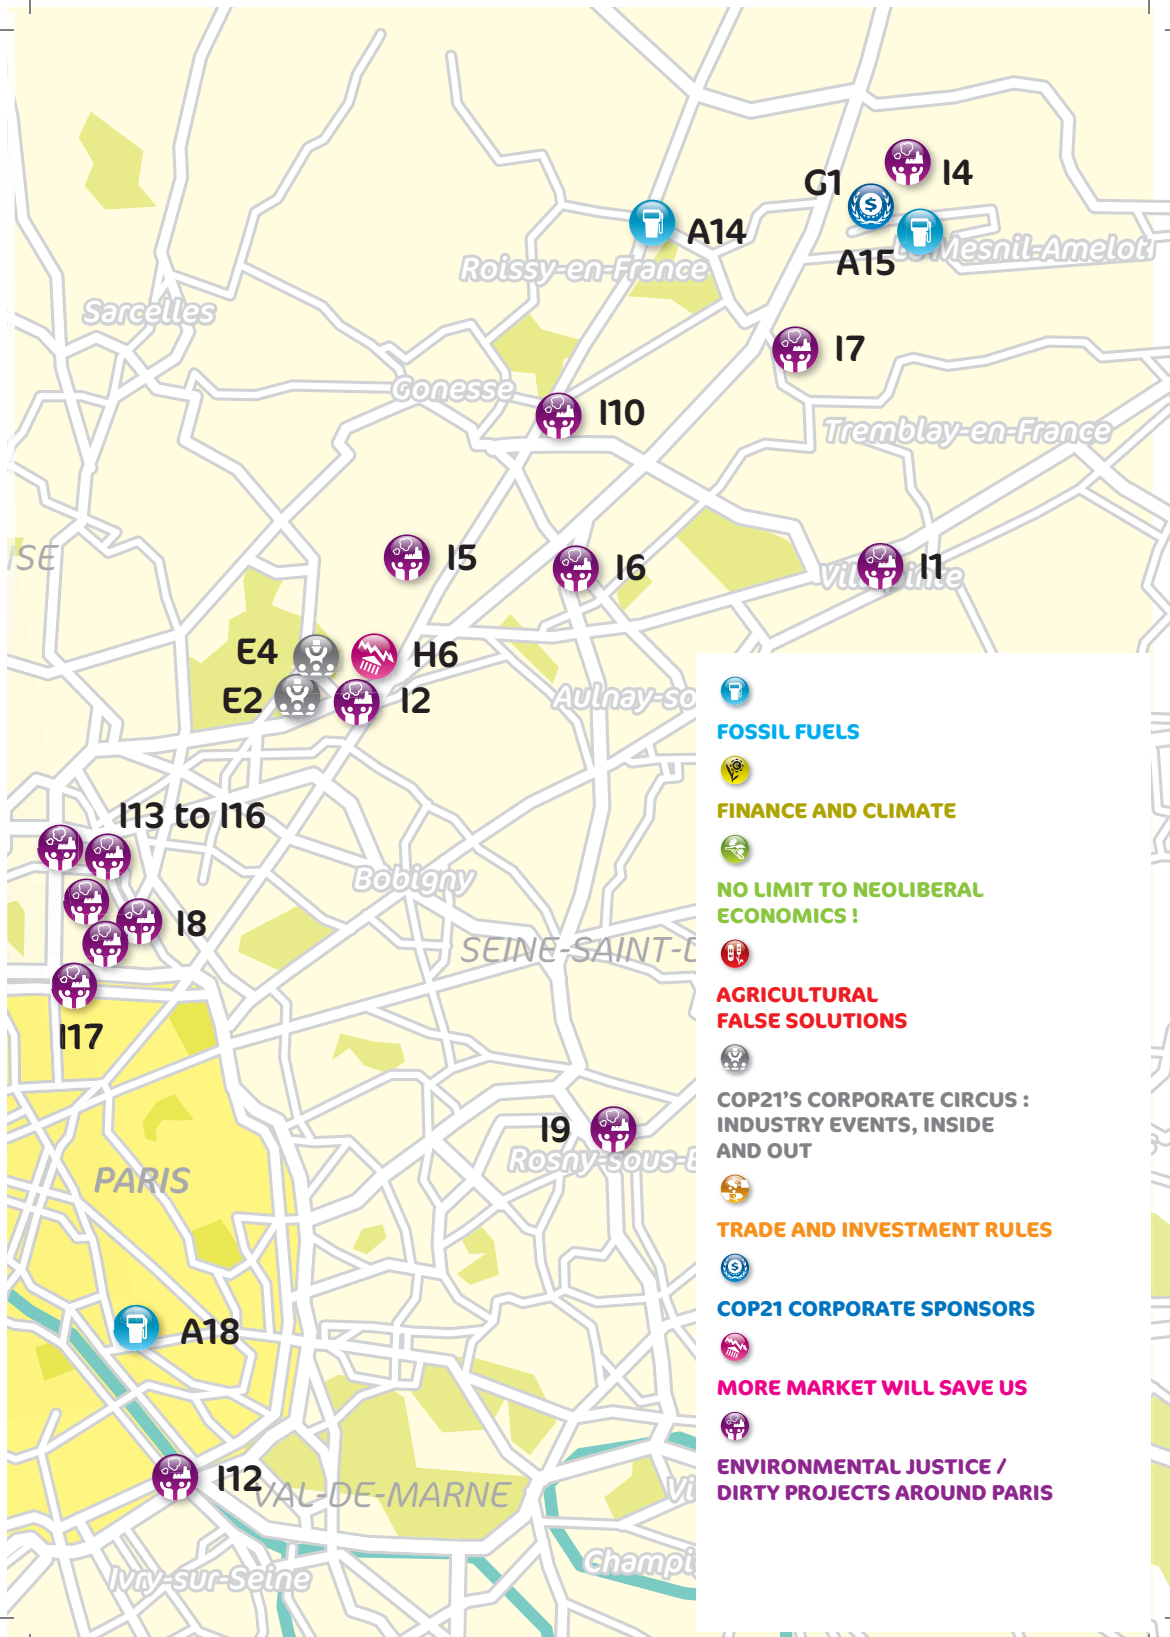 I4
G1
A14
A15
Mesnil-Amelot
Roissy-en-France
Sarcelles
I7
Gonesse
I10
Tremblay-en-France
I5
I6
I1
E4
H6
E2
I2
Aulnay-so
I13 to I16
Bobigny
I8
SEINE-SAINT-D
I17
I9
Rosny-sous-B
PARIS
A18
I12
VAL-DE-MARNE
Champi
Ivry-sur-Seine
FOSSIL FUELS
FINANCE AND CLIMATE
NO LIMIT TO NEOLIBERAL
ECONOMICS !
AGRICULTURAL
FALSE SOLUTIONS
COP21'S CORPORATE CIRCUS :
INDUSTRY EVENTS, INSIDE
AND OUT
TRADE AND INVESTMENT RULES
COP21 CORPORATE SPONSORS
MORE MARKET WILL SAVE US
ENVIRONMENTAL JUSTICE /
DIRTY PROJECTS AROUND PARIS